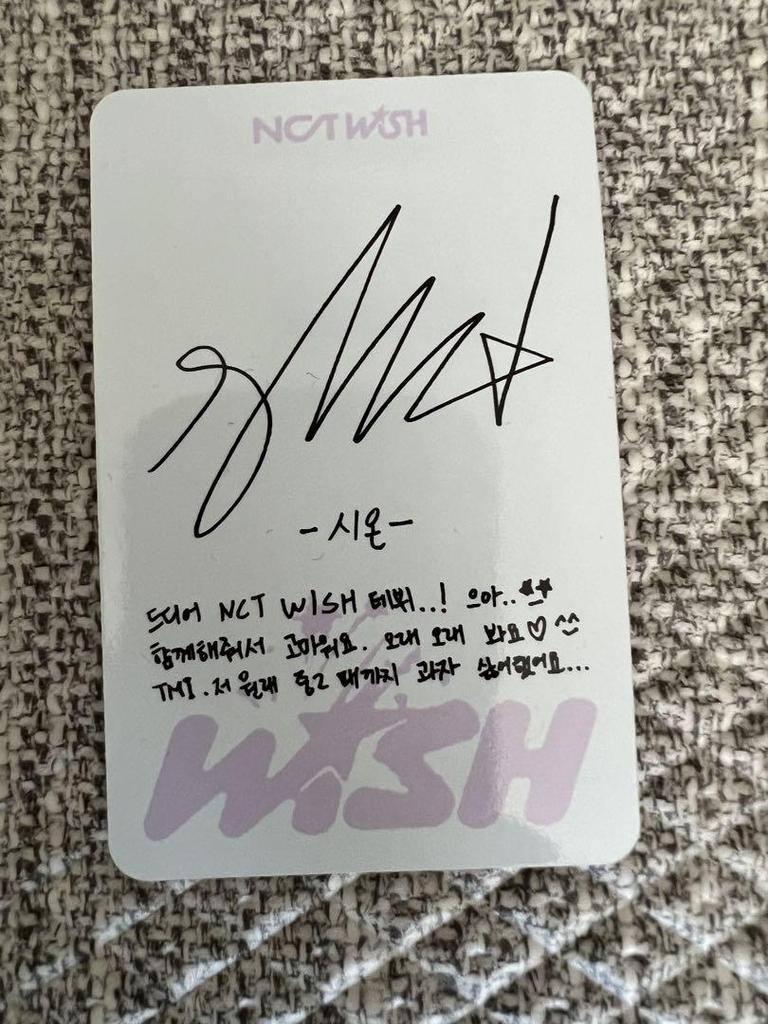 NCT WISH
-시온-
드디어 NCT WISH 데뷔..! 으아..
함께해줘서 고마워요. 오래 오래 봐요♡ ^^
TMI. 저 원래 중2 때까지 과자 싫어했어요...
WISH